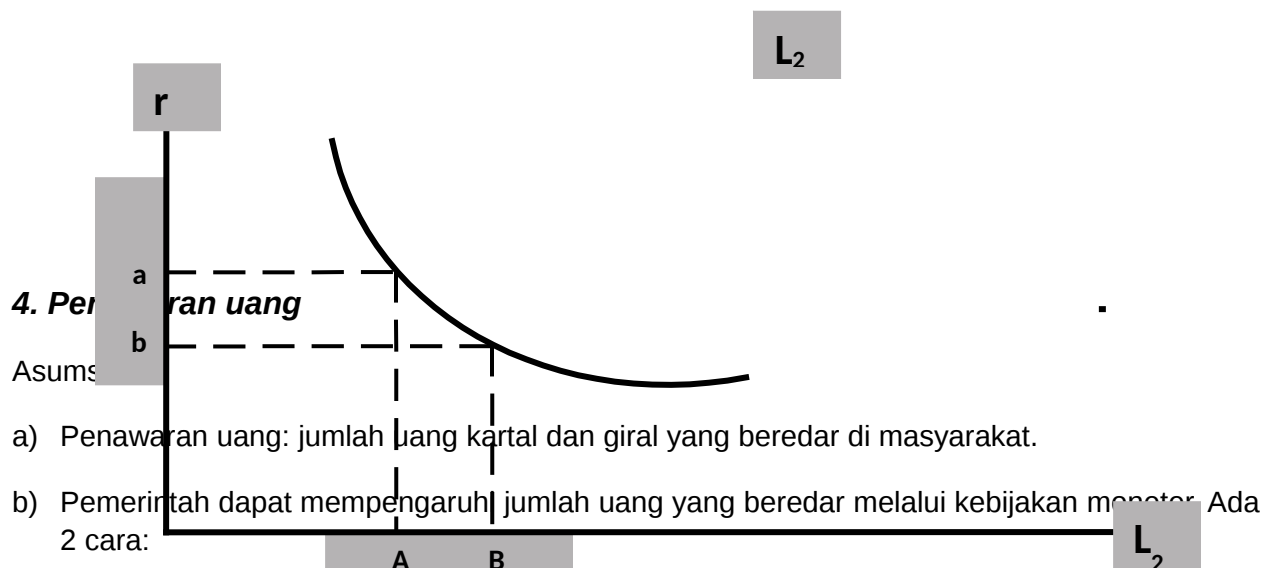 L₂
r
a
4. Pen ran uang
b
Asums
a) Penawaran uang: jumlah uang kartal dan giral yang beredar di masyarakat.
b) Pemerintah dapat mempengaruhi jumlah uang yang beredar melalui kebijakan moneter. Ada
2 cara:
L₂
A B